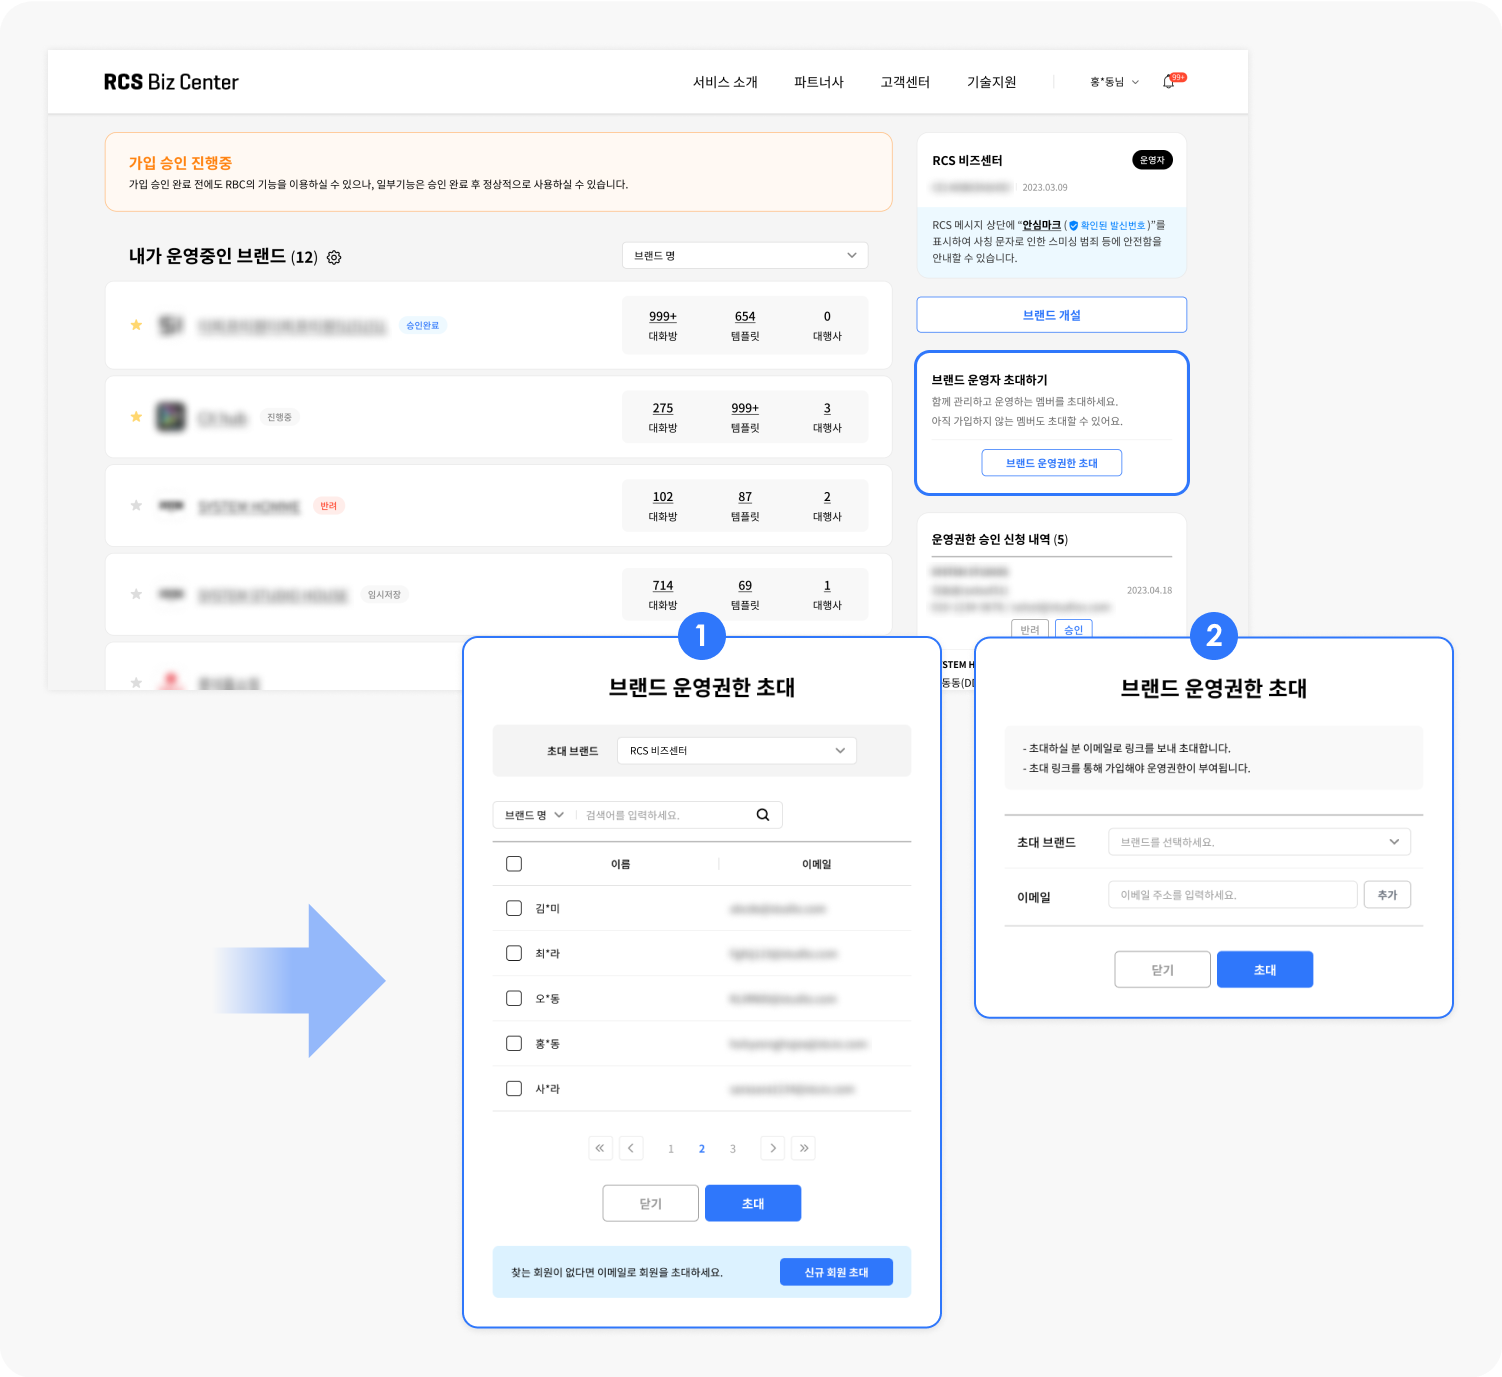 RCS Biz Center
서비스 소개 파트너사 고객센터 기술지원 홍*동님 99+
가입 승인 진행중
가입 승인 완료 전에도 RBC의 기능을 이용하실 수 있으나, 일부기능은 승인 완료 후 정상적으로 사용하실 수 있습니다.
내가 운영중인 브랜드 (12)
브랜드 명
승인완료
999+ 654 0
대화방 템플릿 대행사
진행중
275 999+ 3
대화방 템플릿 대행사
SYSTEM HOMME 반려
102 87 2
대화방 템플릿 대행사
SYSTEM STUDIO HOUSE 임시저장
714 69 1
대화방 템플릿 대행사
RCS 비즈센터 운영자
2023.03.09
RCS 메시지 상단에 “안심마크 ( 확인된 발신번호 )”를
표시하여 사칭 문자로 인한 스미싱 범죄 등에 안전함을
안내할 수 있습니다.
브랜드 개설
브랜드 운영자 초대하기
함께 관리하고 운영하는 멤버를 초대하세요.
아직 가입하지 않는 멤버도 초대할 수 있어요.
브랜드 운영권한 초대
운영권한 승인 신청 내역 (5)
2023.04.18
반려 승인
STEM H
동동(DE
1
브랜드 운영권한 초대
초대 브랜드 RCS 비즈센터
브랜드 명 검색어를 입력하세요.
이름 이메일
김*미
최*라
오*동
홍*동
사*라
1 2 3
닫기 초대
찾는 회원이 없다면 이메일로 회원을 초대하세요. 신규 회원 초대
2
브랜드 운영권한 초대
- 초대하실 분 이메일로 링크를 보내 초대합니다.
- 초대 링크를 통해 가입해야 운영권한이 부여됩니다.
초대 브랜드 브랜드를 선택하세요.
이메일 이베일 주소를 입력하세요. 추가
닫기 초대